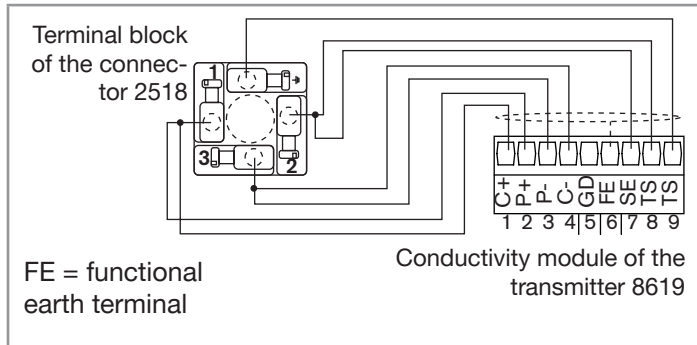 Terminal block
of the connec-
tor 2518
1
2
3
C+ P+ P- C- GD FE SE TS TS
1 2 3 4 5 6 7 8 9
FE = functional
earth terminal
Conductivity module of the
transmitter 8619